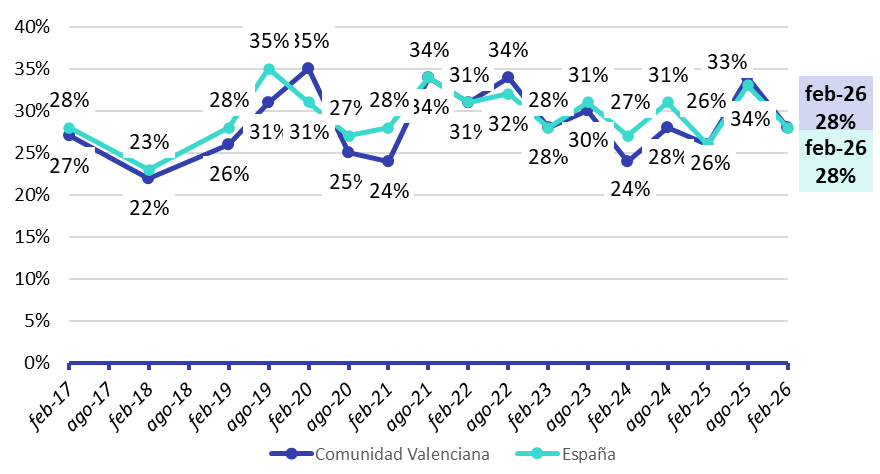 40%
35%
30%
25%
20%
15%
10%
5%
0%
28%
27%
23%
22%
28%
26%
35%
31%
35%
31%
27%
25%
28%
24%
34%
34%
31%
31%
34%
32%
28%
28%
31%
30%
27%
24%
31%
28%
26%
26%
33%
34%
feb-26
28%
feb-26
28%
feb-17
ago-17
feb-18
ago-18
feb-19
ago-19
feb-20
ago-20
feb-21
ago-21
feb-22
ago-22
feb-23
ago-23
feb-24
ago-24
feb-25
ago-25
feb-26
Comunidad Valenciana
España